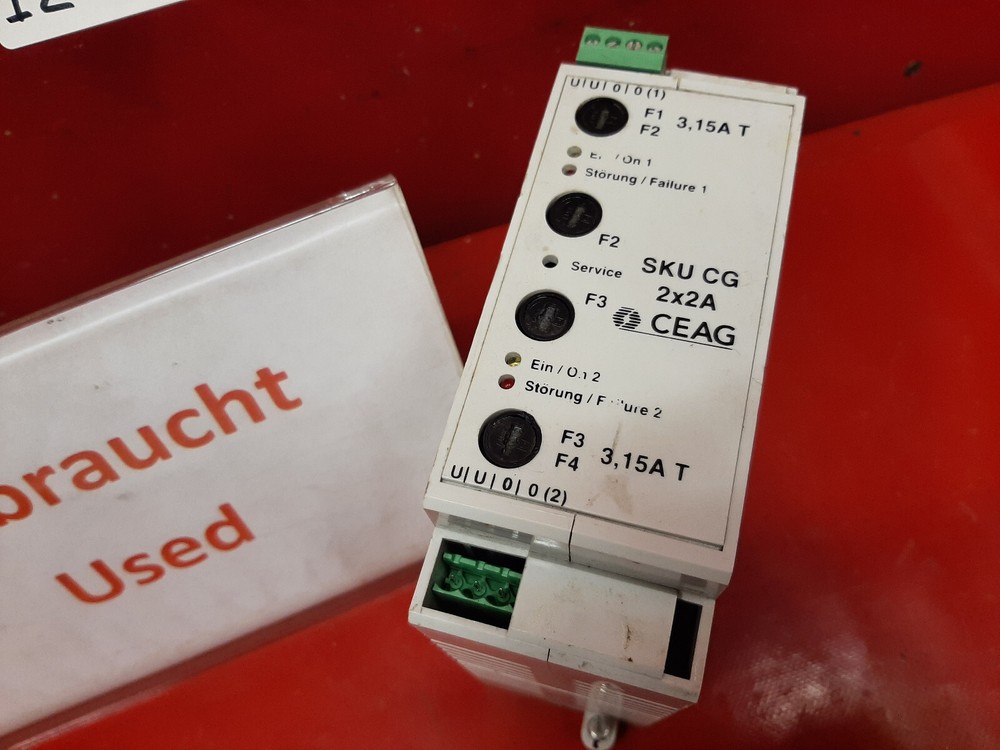 U U 0 0 (1)
F1
F2
3,15A T
/ On 1
Störung / Failure 1
F2
Service
SKU CG
2x2A
F3
CEAG
Ein / On 2
Störung / Failure 2
F3
F4
3,15A T
U U 0 0 (2)
braucht
Used